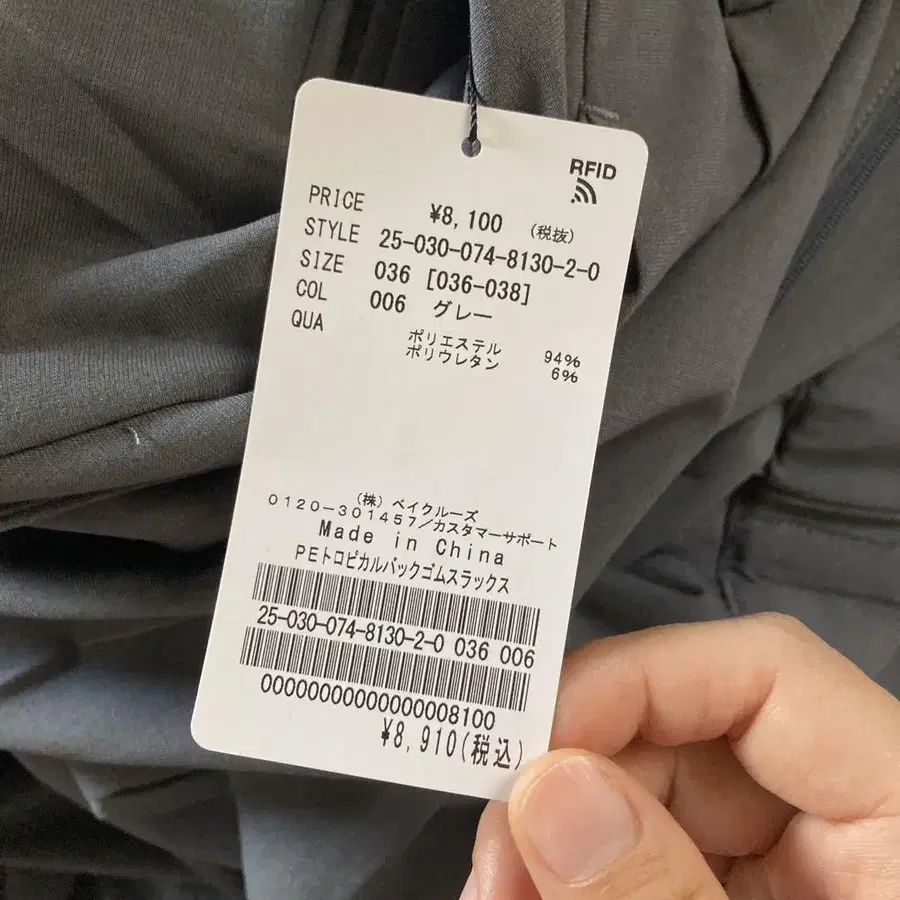 RFID
PRICE ¥8,100 (税抜)
STYLE 25-030-074-8130-2-0
SIZE 036 [036-038]
COL 006 グレー
QUA
ポリエステル 94%
ポリウレタン 6%
(株) ベイクルーズ
0120-301457/カスタマーサポート
Made in China
PEトロピカルバックゴムスラックス
25-030-074-8130-2-0 036 006
00000000000000008100
¥8,910(税込)